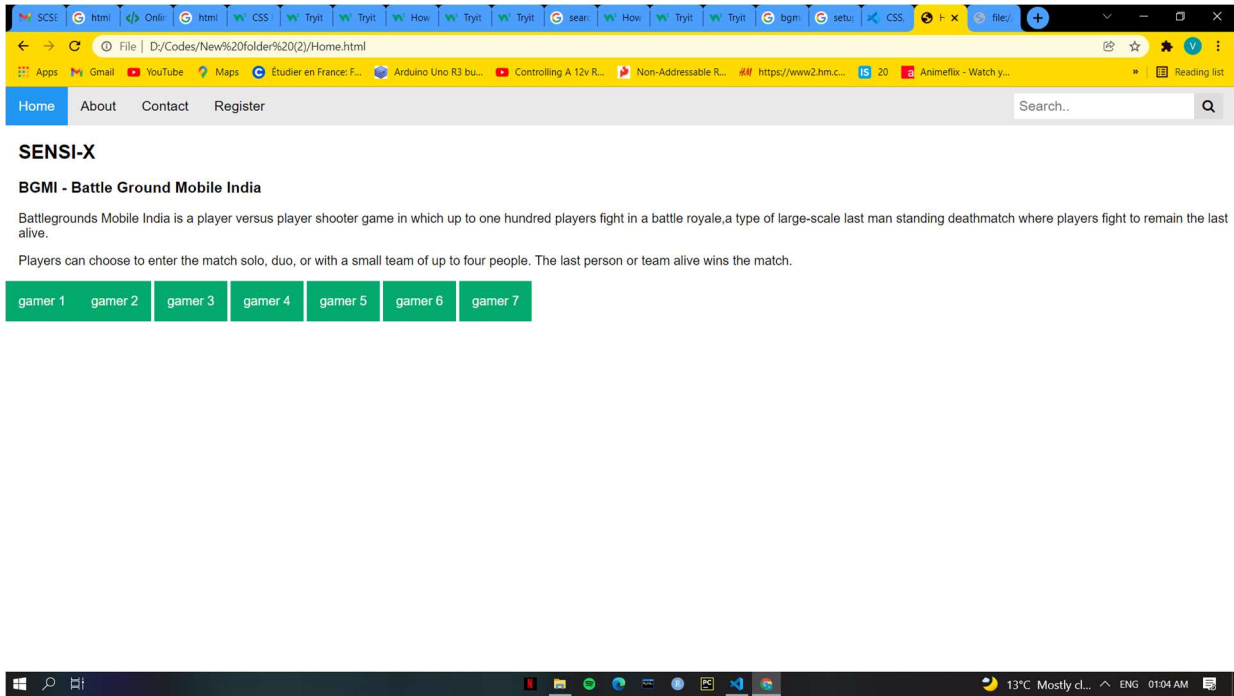 SCSE html Onlir html CSS Tryit Tryit How Tryit Tryit searc How Tryit Tryit bgm setu CSS, H file:/
File | D:/Codes/New%20folder%20(2)/Home.html
Apps Gmail YouTube Maps Étudier en France: F... Arduino Uno R3 bu... Controlling A 12v R... Non-Addressable R... https://www2.hm.c... 20 Animeflix - Watch y... » Reading list
Home About Contact Register Search..
SENSI-X
BGMI - Battle Ground Mobile India
Battlegrounds Mobile India is a player versus player shooter game in which up to one hundred players fight in a battle royale,a type of large-scale last man standing deathmatch where players fight to remain the last
alive.
Players can choose to enter the match solo, duo, or with a small team of up to four people. The last person or team alive wins the match.
gamer 1 gamer 2 gamer 3 gamer 4 gamer 5 gamer 6 gamer 7
13°C Mostly cl... ENG 01:04 AM